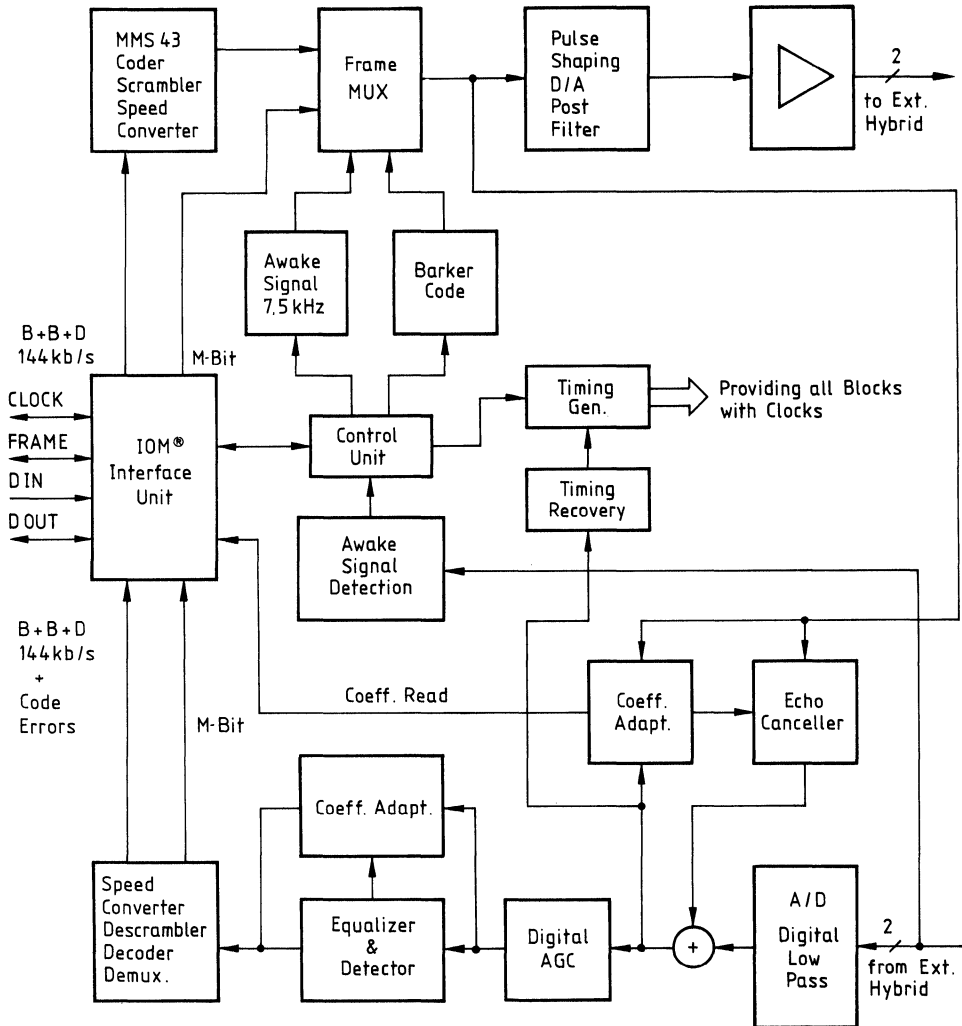 MMS 43
Coder
Scrambler
Speed
Converter
Frame
MUX
Pulse
Shaping
D/A
Post
Filter
2
to Ext.
Hybrid
Awake
Signal
7,5 kHz
Barker
Code
B+B+D
144kb/s
M-Bit
CLOCK
FRAME
D IN
D OUT
IOM®
Interface
Unit
Control
Unit
Timing
Gen.
Providing all Blocks
with Clocks
Timing
Recovery
Awake
Signal
Detection
B+B+D
144kb/s
+
Code
Errors
M-Bit
Coeff. Read
Coeff.
Adapt.
Echo
Canceller
Coeff. Adapt.
Speed
Converter
Descrambler
Decoder
Demux.
Equalizer
&
Detector
Digital
AGC
+
A/D
Digital
Low
Pass
2
from Ext.
Hybrid